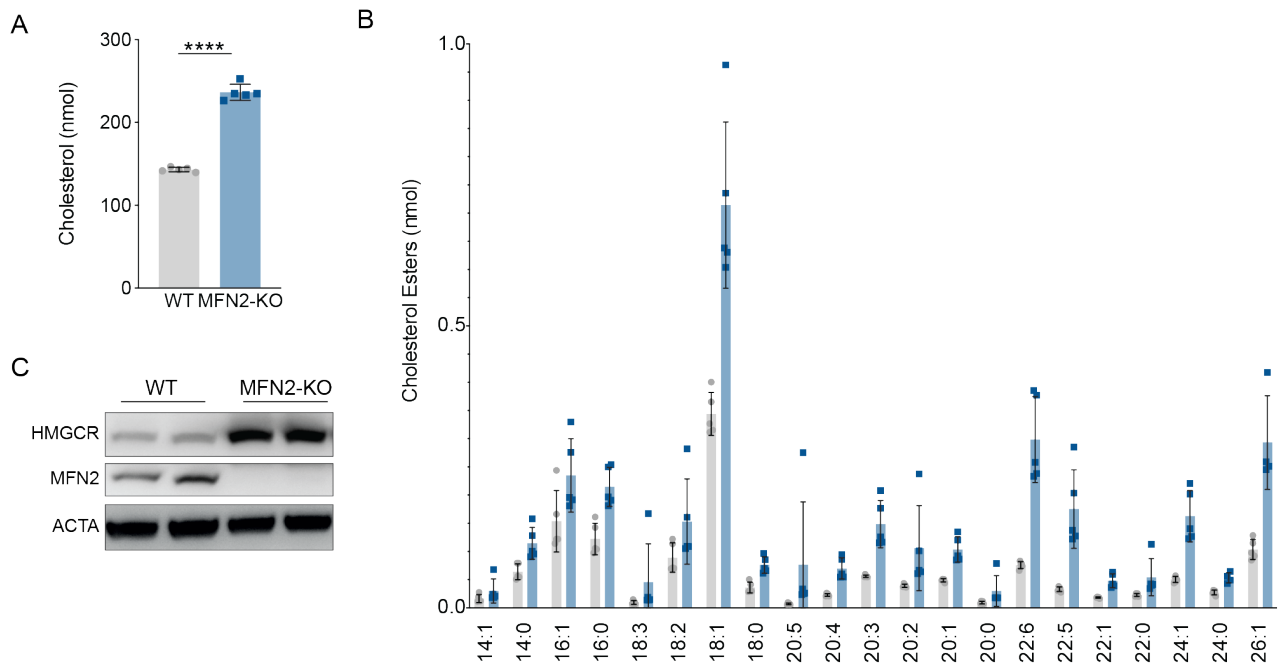 A
Cholesterol (nmol)
300
200
100
0
****
WT MFN2-KO
B
Cholesterol Esters (nmol)
1.0
0.5
0.0
14:1
14:0
16:1
16:0
18:3
18:2
18:1
18:0
20:5
20:4
20:3
20:2
20:1
20:0
22:6
22:5
22:1
22:0
24:1
24:0
26:1
C
WT MFN2-KO
HMGCR
MFN2
ACTA